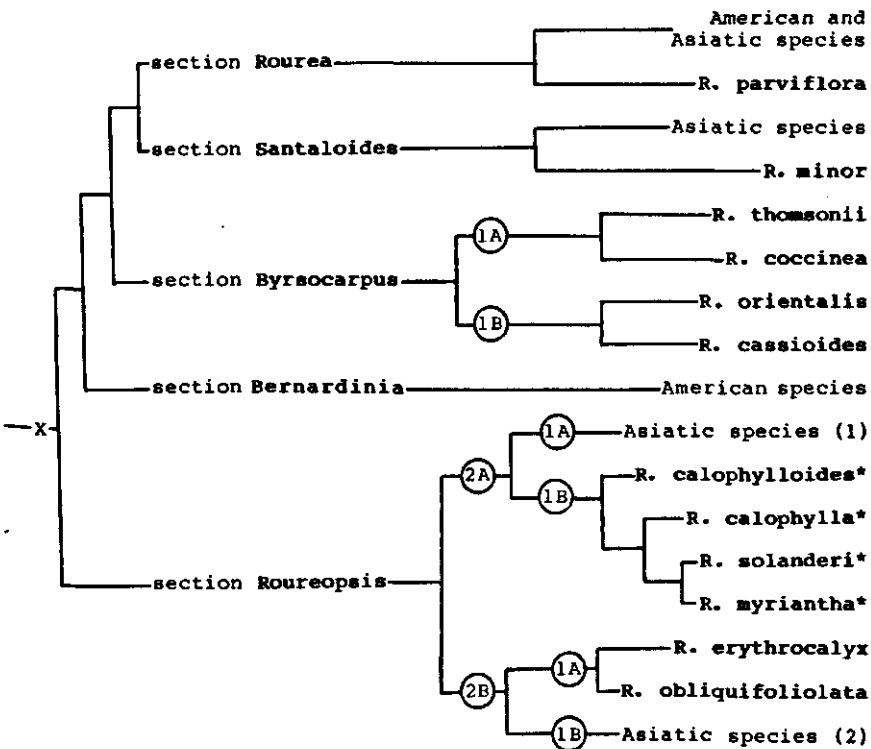 American and
Asiatic species
section Rourea
R. parviflora
Asiatic species
section Santaloides
R. minor
R. thomsonii
1A
R. coccinea
section Byrsocarpus
R. orientalis
1B
R. cassioides
section Bernardinia
American species
X
1A
Asiatic species (1)
2A
R. calophylloides*
1B
R. calophylla*
R. solanderi*
section Roureopsis
R. myriantha*
R. erythrocalyx
1A
2B
R. obliquifoliolata
1B
Asiatic species (2)